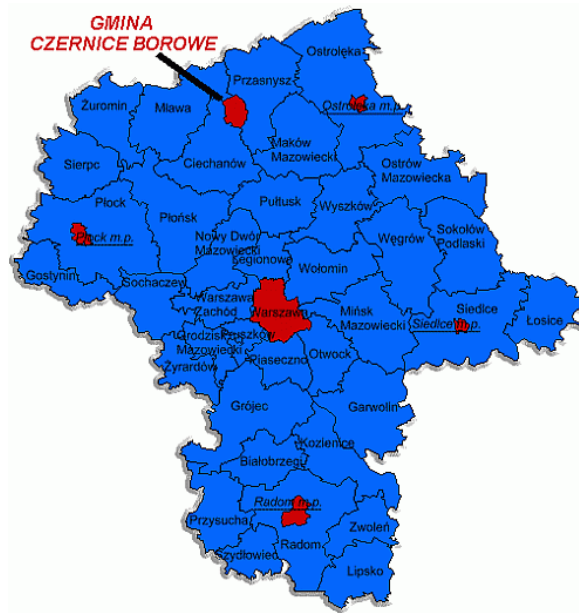 GMINA
CZERNICE BOROWE
Ostrołęka
Przasnysz
Żuromin
Mława
Ostrołęka m.p.
Maków
Mazowiecki
Sierpc
Ciechanów
Ostrów
Mazowiecka
Płock
Płońsk
Pułtusk
Wyszków
Płock m.p.
Nowy Dwór
Mazowiecki
Węgrów
Sokołów
Podlaski
Legionowo
Wołomin
Gostynin
Sochaczew
Warszawa
Zachód
Warszawa
Mińsk
Mazowiecki
Siedlce
Siedlce m.p.
Łosice
Grodzisk
Mazowiecki
Pruszków
Piaseczno
Otwock
Żyrardów
Grójec
Garwolin
Kozienice
Białobrzegi
Radom m.p.
Przysucha
Zwoleń
Szydłowiec
Radom
Lipsko